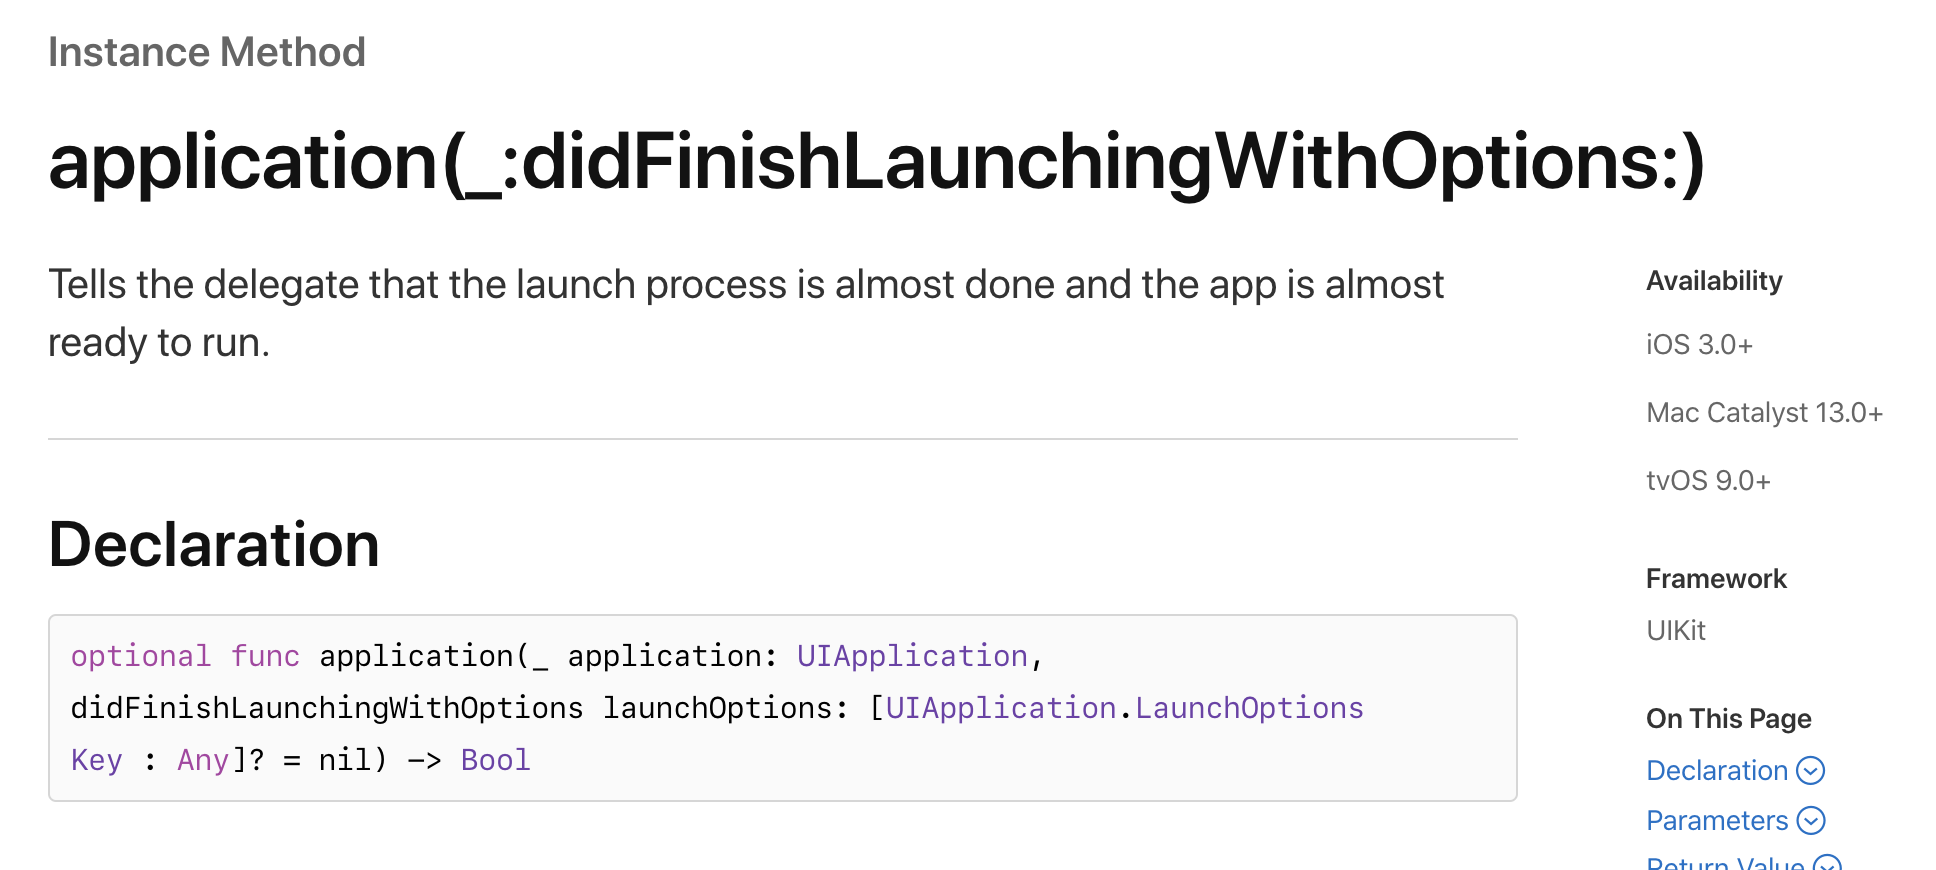 Instance Method
application(_:didFinishLaunchingWithOptions:)
Tells the delegate that the launch process is almost done and the app is almost
ready to run.
Declaration
optional func application(_ application: UIApplication,
didFinishLaunchingWithOptions launchOptions: [UIApplication.LaunchOptions
Key : Any]? = nil) -> Bool
Availability
iOS 3.0+
Mac Catalyst 13.0+
tvOS 9.0+
Framework
UIKit
On This Page
Declaration
Parameters
Return Value